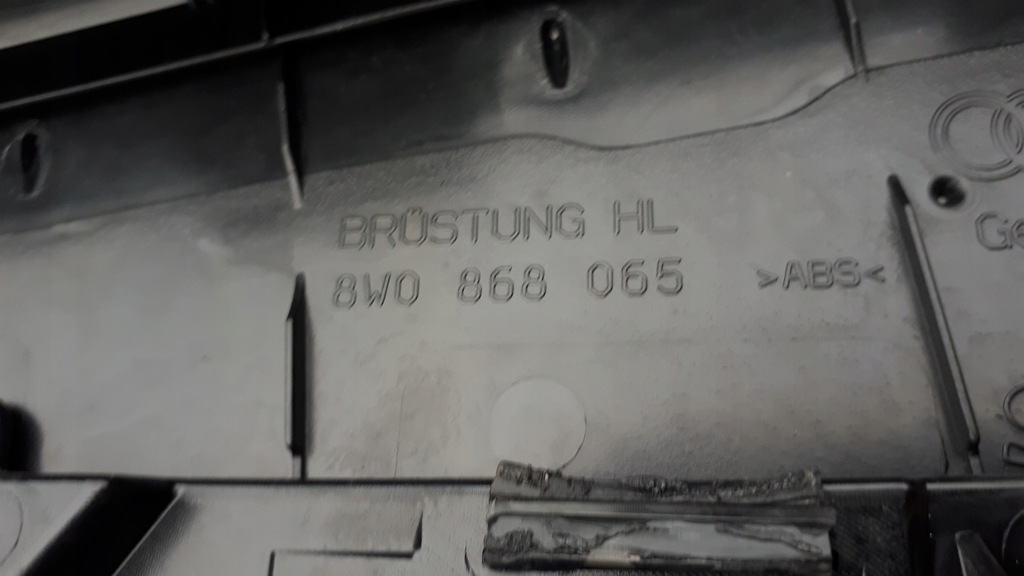 BRÜSTUNG HL
8W0 868 065 >ABS<